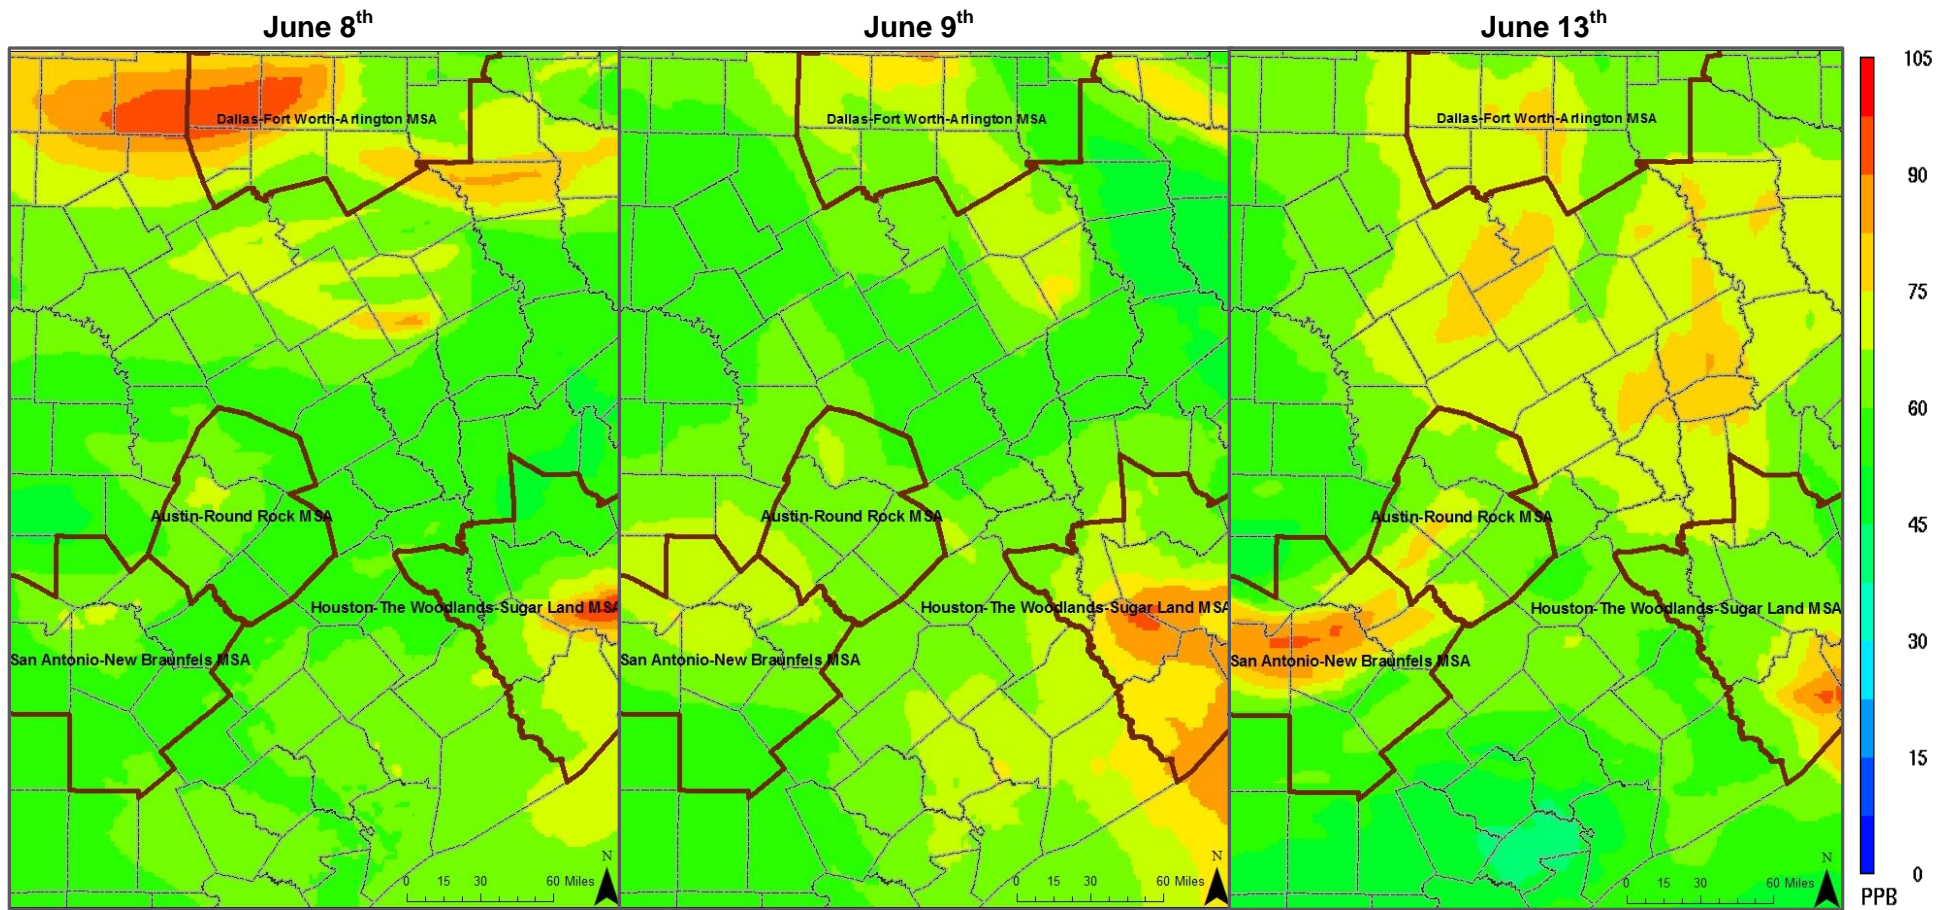 June 8th
June 9th
June 13th
Dallas-Fort Worth-Arlington MSA
Austin-Round Rock MSA
Houston-The Woodlands-Sugar Land MSA
San Antonio-New Braunfels MSA
N
0 15 30 60 Miles
Dallas-Fort Worth-Arlington MSA
Austin-Round Rock MSA
Houston-The Woodlands-Sugar Land MSA
San Antonio-New Braunfels MSA
N
0 15 30 60 Miles
Dallas-Fort Worth-Arlington MSA
Austin-Round Rock MSA
Houston-The Woodlands-Sugar Land MSA
San Antonio-New Braunfels MSA
N
0 15 30 60 Miles
105
90
75
60
45
30
15
0
PPB